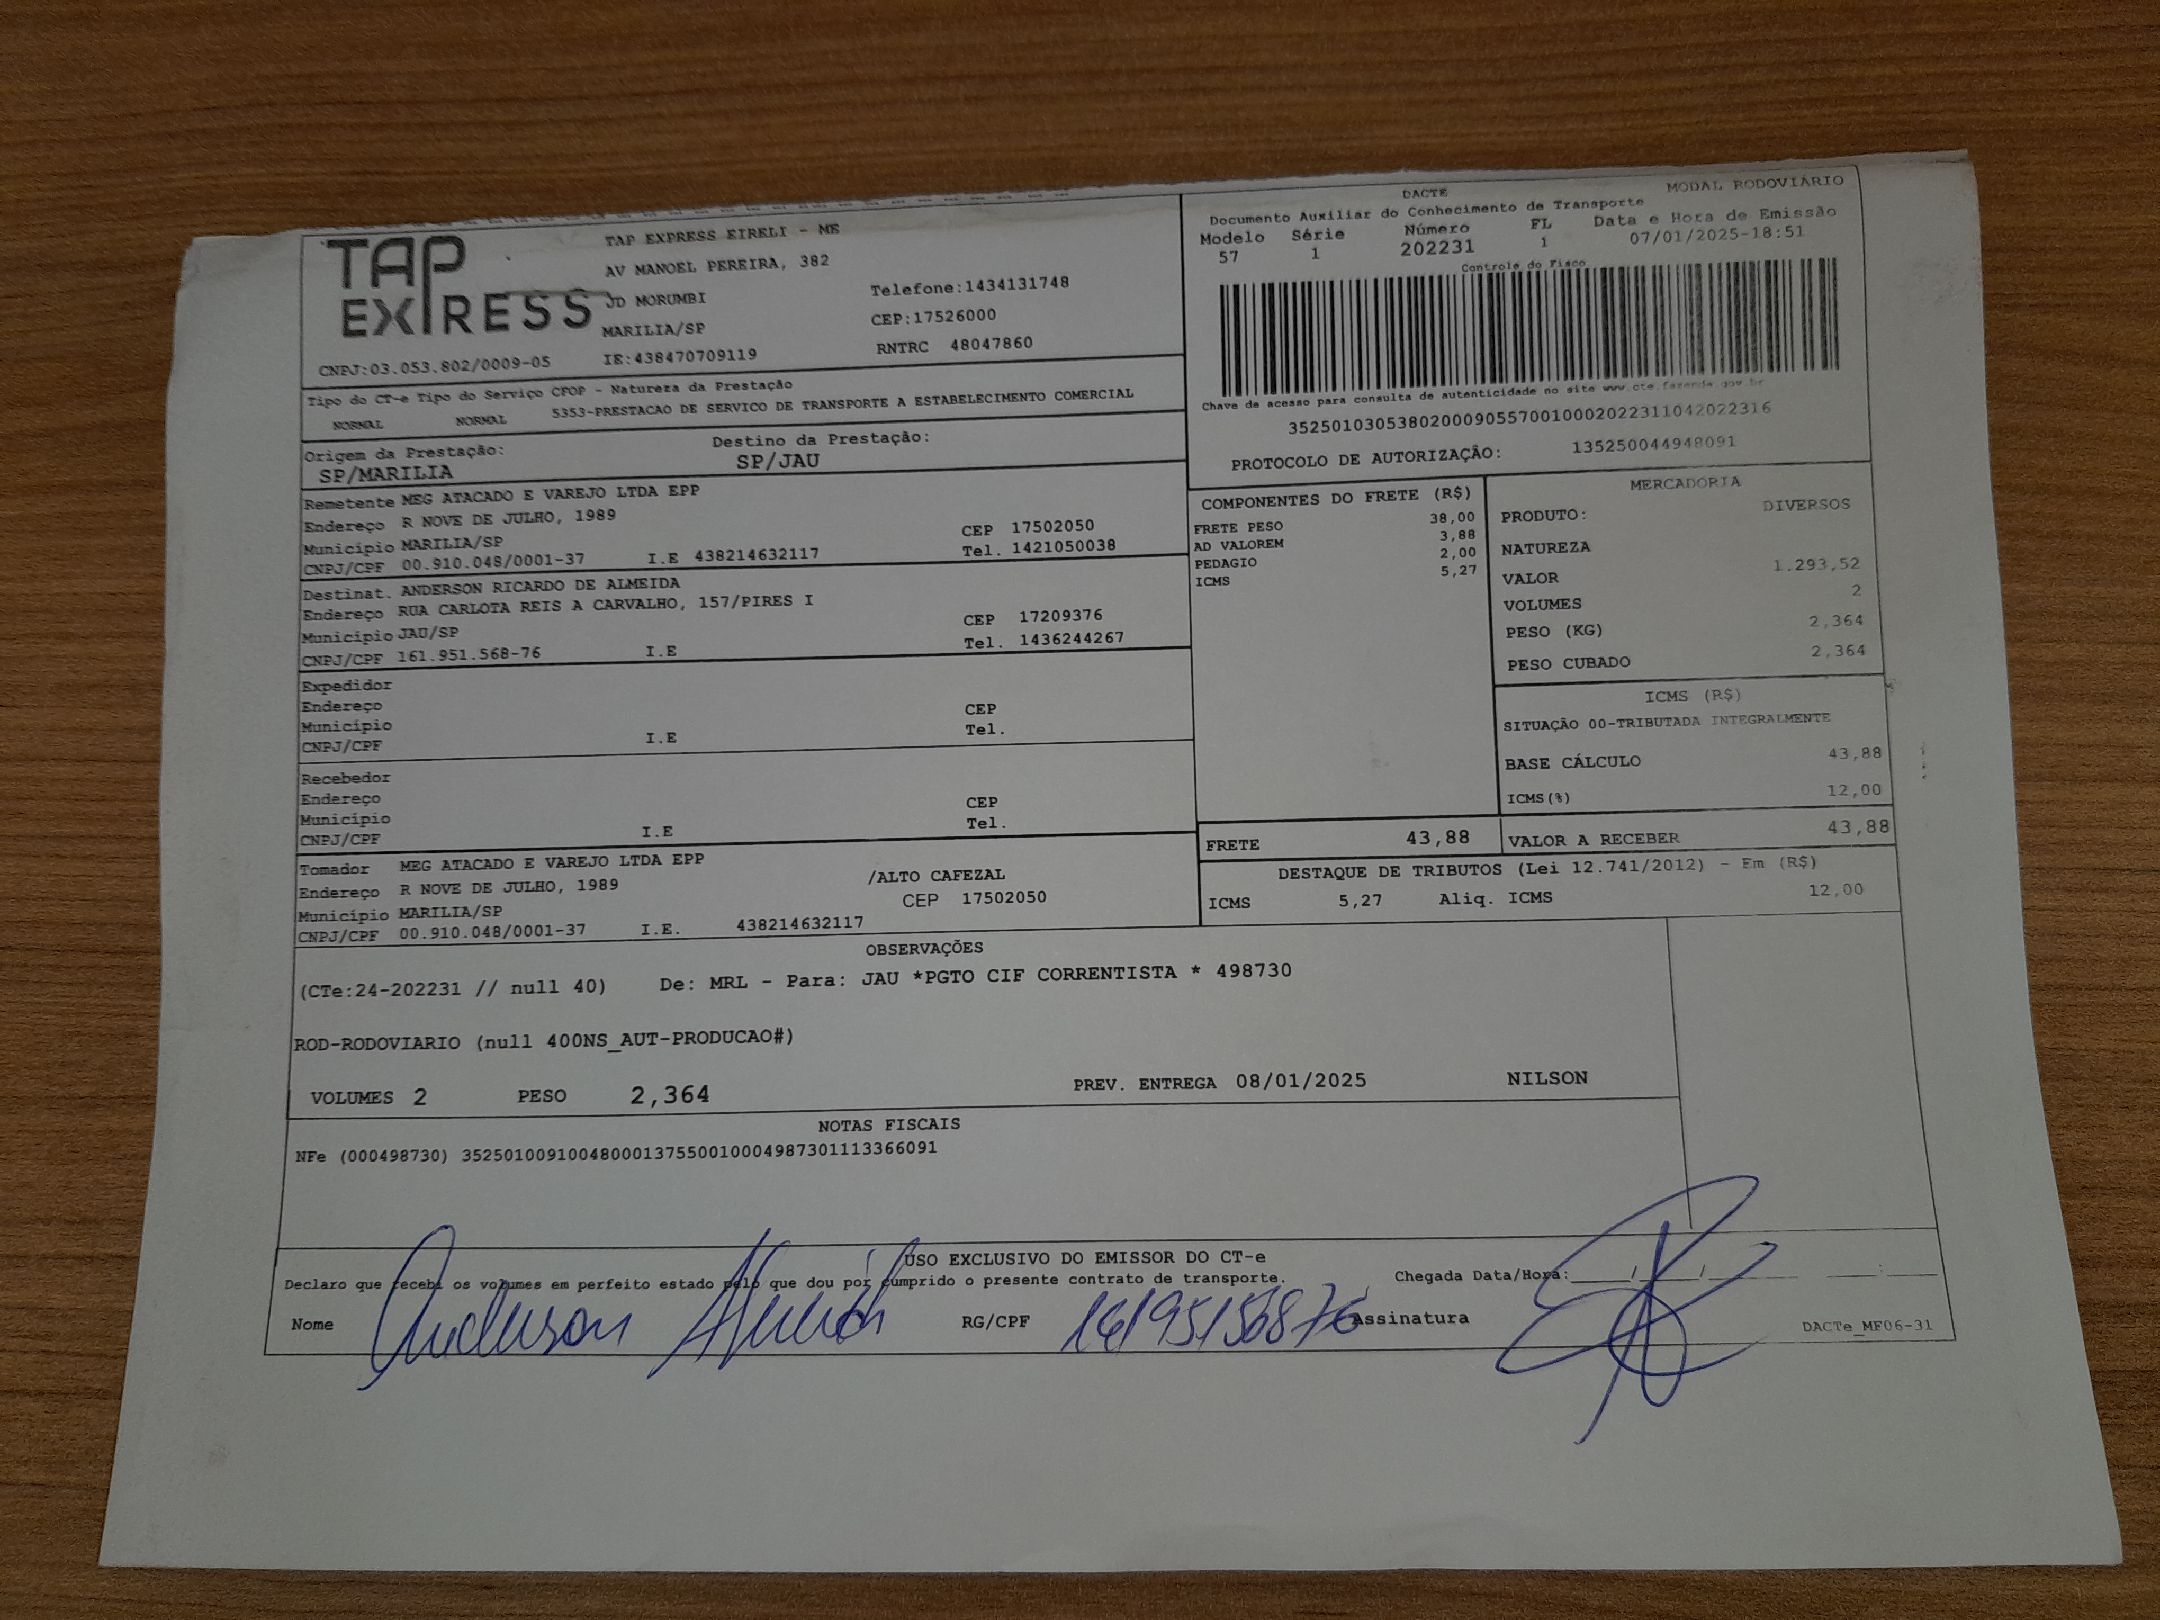 TAP EXPRESS
TAP EXPRESS EIRELI - ME
AV MANOEL PEREIRA, 382
JD MORUMBI Telefone:1434131748
MARILIA/SP CEP:17526000
CNPJ:03.053.802/0009-05 IE:438470709119 RNTRC 48047860
Tipo do CT-e Tipo do Serviço CFOP - Natureza da Prestação
NORMAL NORMAL 5353-PRESTACAO DE SERVICO DE TRANSPORTE A ESTABELECIMENTO COMERCIAL
Origem da Prestação: Destino da Prestação:
SP/MARILIA SP/JAU
DACTE MODAL RODOVIÁRIO
Documento Auxiliar do Conhecimento de Transporte
Modelo Série Número FL Data e Hora de Emissão
57 1 202231 1 07/01/2025-18:51
Controle do Fisco
Chave de acesso para consulta de autenticidade no site www.cte.fazenda.gov.br
35250103053802000905570010002022311042022316
PROTOCOLO DE AUTORIZAÇÃO: 135250044948091
Remetente MEG ATACADO E VAREJO LTDA EPP
Endereço R NOVE DE JULHO, 1989 CEP 17502050
Município MARILIA/SP Tel. 1421050038
CNPJ/CPF 00.910.048/0001-37 I.E 438214632117
Destinat. ANDERSON RICARDO DE ALMEIDA
Endereço RUA CARLOTA REIS A CARVALHO, 157/PIRES I CEP 17209376
Município JAU/SP Tel. 1436244267
CNPJ/CPF 161.951.568-76 I.E
Expedidor
Endereço CEP
Município Tel.
CNPJ/CPF I.E
Recebedor
Endereço CEP
Município Tel.
CNPJ/CPF I.E
Tomador MEG ATACADO E VAREJO LTDA EPP /ALTO CAFEZAL
Endereço R NOVE DE JULHO, 1989 CEP 17502050
Município MARILIA/SP
CNPJ/CPF 00.910.048/0001-37 I.E. 438214632117
COMPONENTES DO FRETE (R$)
FRETE PESO 38,00
AD VALOREM 3,88
PEDAGIO 2,00
ICMS 5,27
MERCADORIA
PRODUTO: DIVERSOS
NATUREZA
VALOR 1.293,52
VOLUMES 2
PESO (KG) 2,364
PESO CUBADO 2,364
ICMS (R$)
SITUAÇÃO 00-TRIBUTADA INTEGRALMENTE
BASE CÁLCULO 43,88
ICMS(%) 12,00
FRETE 43,88 VALOR A RECEBER 43,88
DESTAQUE DE TRIBUTOS (Lei 12.741/2012) - Em (R$)
ICMS 5,27 Aliq. ICMS 12,00
OBSERVAÇÕES
(CTe:24-202231 // null 40) De: MRL - Para: JAU *PGTO CIF CORRENTISTA * 498730
ROD-RODOVIARIO (null 400NS_AUT-PRODUCAO#)
VOLUMES 2 PESO 2,364 PREV. ENTREGA 08/01/2025 NILSON
NOTAS FISCAIS
NFe (000498730) 35250100910048000137550010004987301113366091
USO EXCLUSIVO DO EMISSOR DO CT-e
Declaro que recebi os volumes em perfeito estado pelo que dou por cumprido o presente contrato de transporte. Chegada Data/Hora:____/____/____ ____:____
Nome Anderson Almeida RG/CPF 16195156876 Assinatura
DACTe_MF06-31